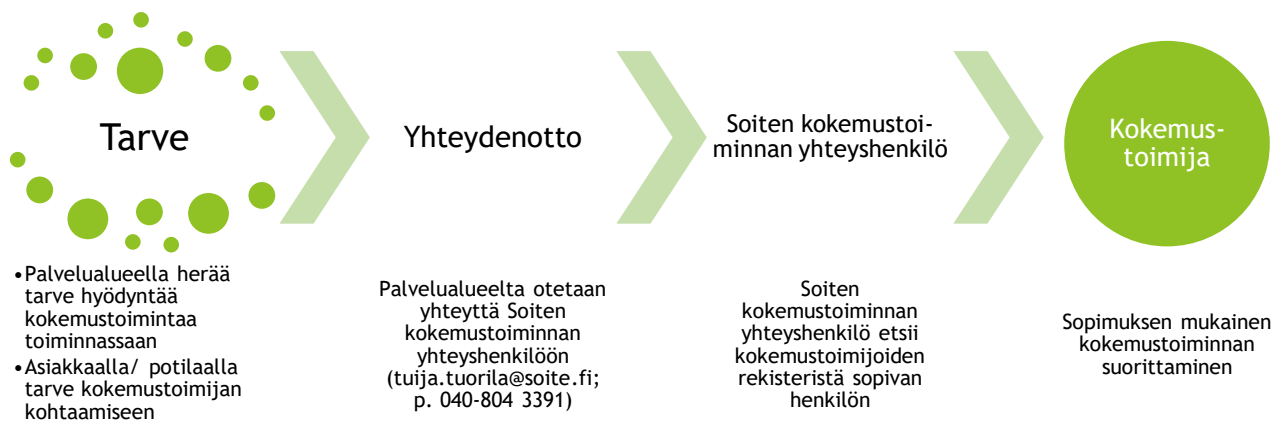 Tarve
Yhteydenotto
Soiten kokemustoi-
minnan yhteyshenkilö
Kokemus-
toimija
•Palvelualueella herää
tarve hyödyntää
kokemustoimintaa
toiminnassaan
•Asiakkaalla/ potilaalla
tarve kokemustoimijan
kohtaamiseen
Palvelualueelta otetaan
yhteyttä Soiten
kokemustoiminnan
yhteyshenkilöön
(tuija.tuorila@soite.fi;
p. 040-804 3391)
Soiten
kokemustoiminnan
yhteyshenkilö etsii
kokemustoimijoiden
rekisteristä sopivan
henkilön
Sopimuksen mukainen
kokemustoiminnan
suorittaminen